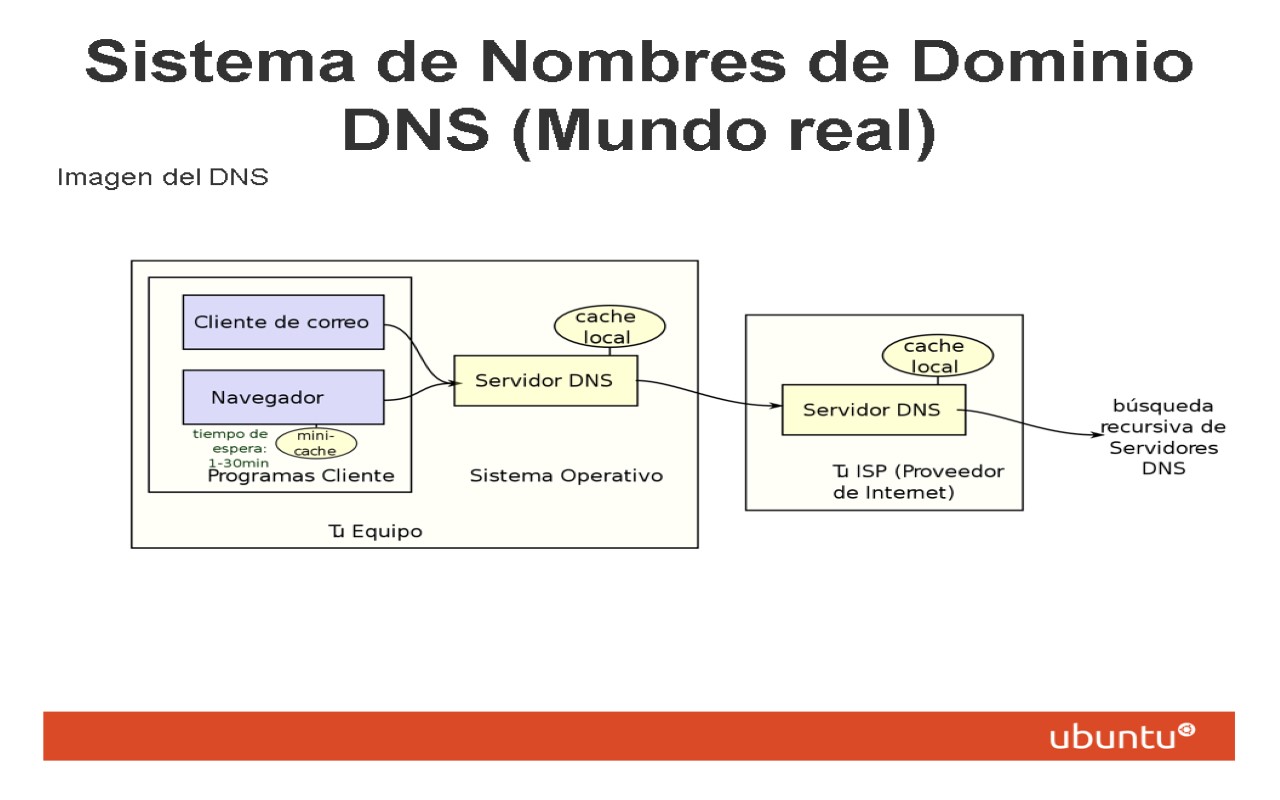 Sistema de Nombres de Dominio
DNS (Mundo real)
Imagen del DNS
Cliente de correo
Navegador
tiempo de
espera:
1-30min
mini-
cache
Programas Cliente
cache
local
Servidor DNS
Sistema Operativo
Tu Equipo
cache
local
Servidor DNS
Tu ISP (Proveedor
de Internet)
búsqueda
recursiva de
Servidores
DNS
ubuntu